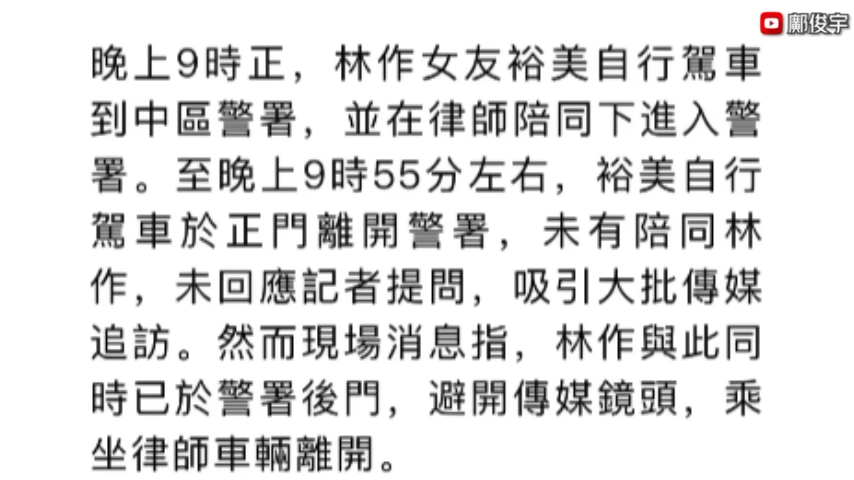 鄺俊宇
晚上9時正，林作女友裕美自行駕車
到中區警署，並在律師陪同下進入警
署。至晚上9時55分左右，裕美自行
駕車於正門離開警署，未有陪同林
作，未回應記者提問，吸引大批傳媒
追訪。然而現場消息指，林作與此同
時已於警署後門，避開傳媒鏡頭，乘
坐律師車輛離開。